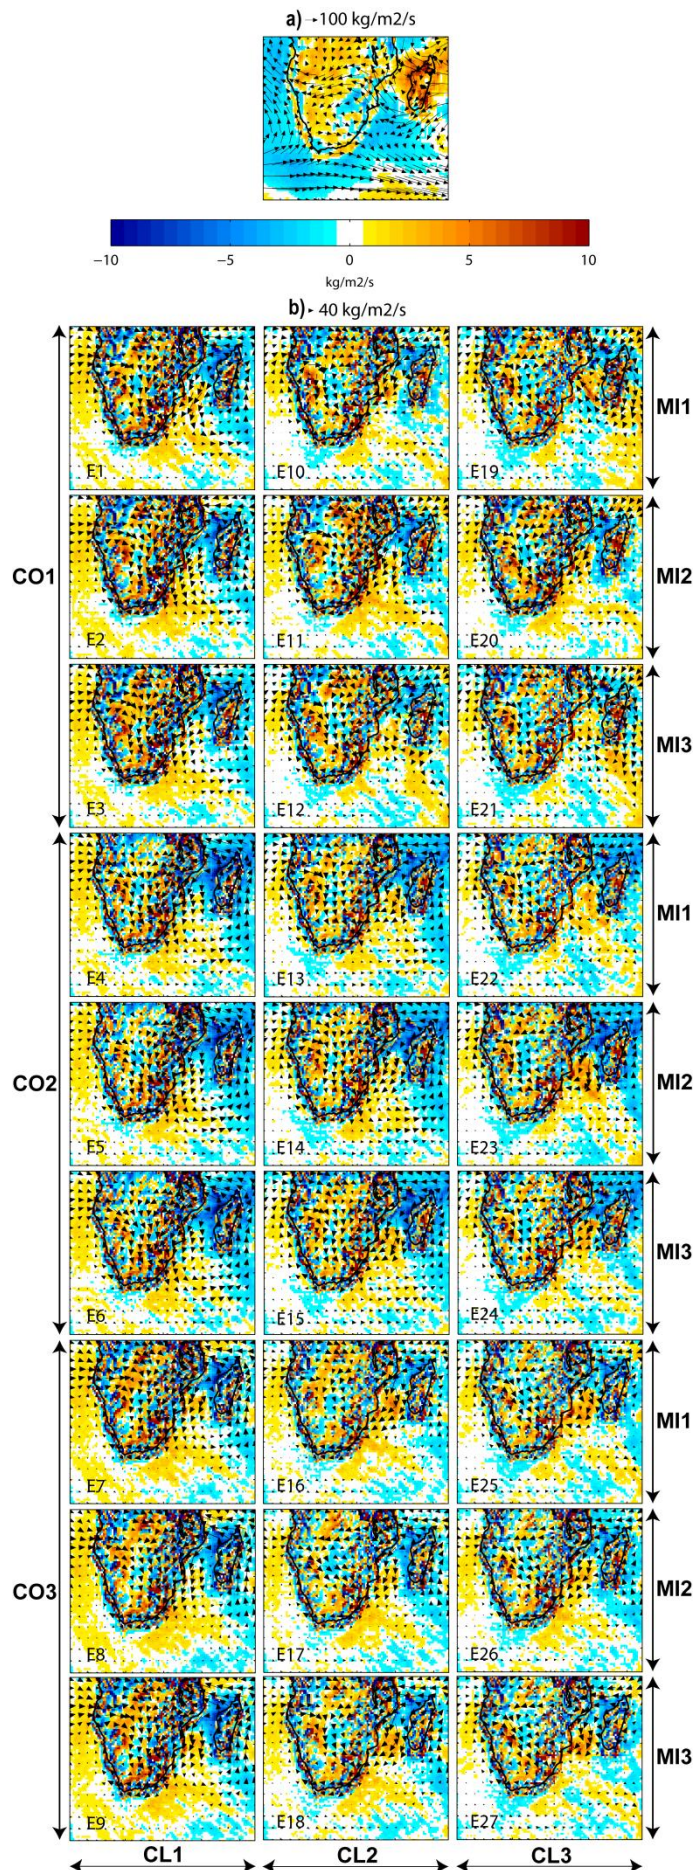 a) → 100 kg/m2/s
−10 −5 0 5 10
kg/m2/s
b) → 40 kg/m2/s
E1 E10 E19 MI1
CO1 E2 E11 E20 MI2
E3 E12 E21 MI3
E4 E13 E22 MI1
CO2 E5 E14 E23 MI2
E6 E15 E24 MI3
E7 E16 E25 MI1
CO3 E8 E17 E26 MI2
E9 E18 E27 MI3
CL1 CL2 CL3